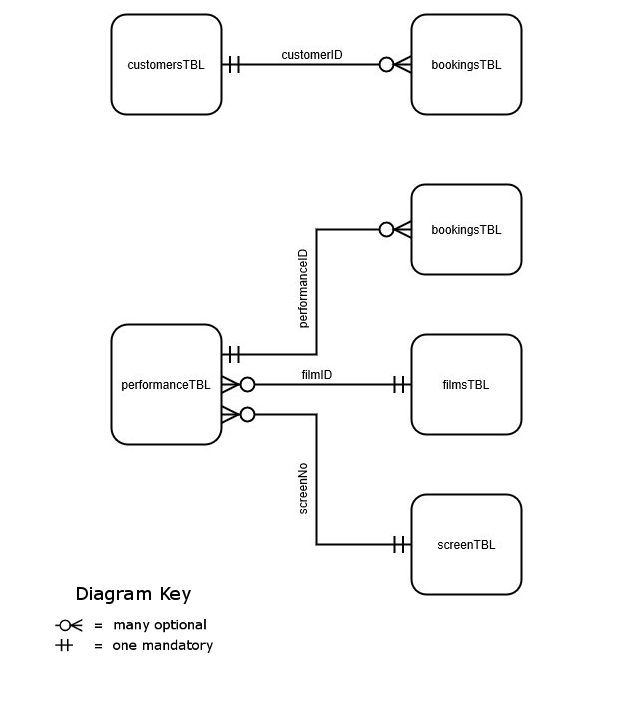 customersTBL
customerID
bookingsTBL
bookingsTBL
performanceID
performanceTBL
filmID
filmsTBL
screenNo
screenTBL
Diagram Key
= many optional
= one mandatory